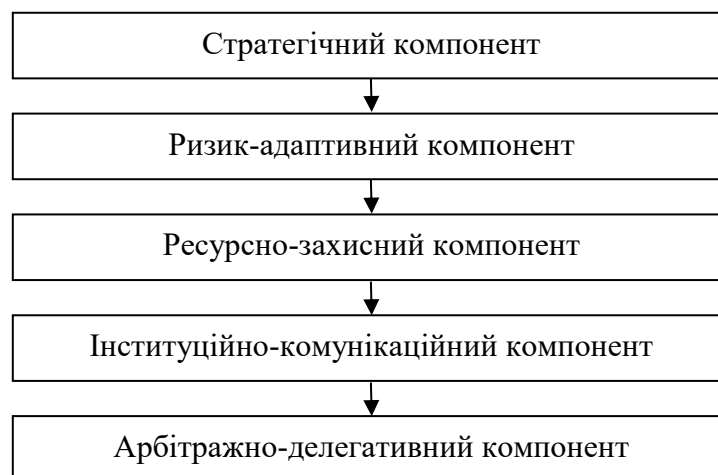 Стратегічний компонент
Ризик-адаптивний компонент
Ресурсно-захисний компонент
Інституційно-комунікаційний компонент
Арбітражно-делегативний компонент